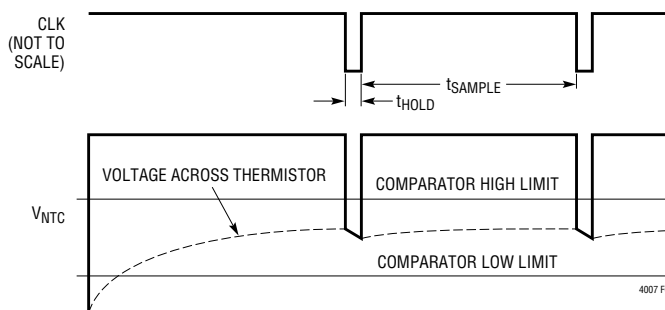 CLK
(NOT TO
SCALE)
tSAMPLE
tHOLD
VOLTAGE ACROSS THERMISTOR
COMPARATOR HIGH LIMIT
VNTC
COMPARATOR LOW LIMIT
4007 F